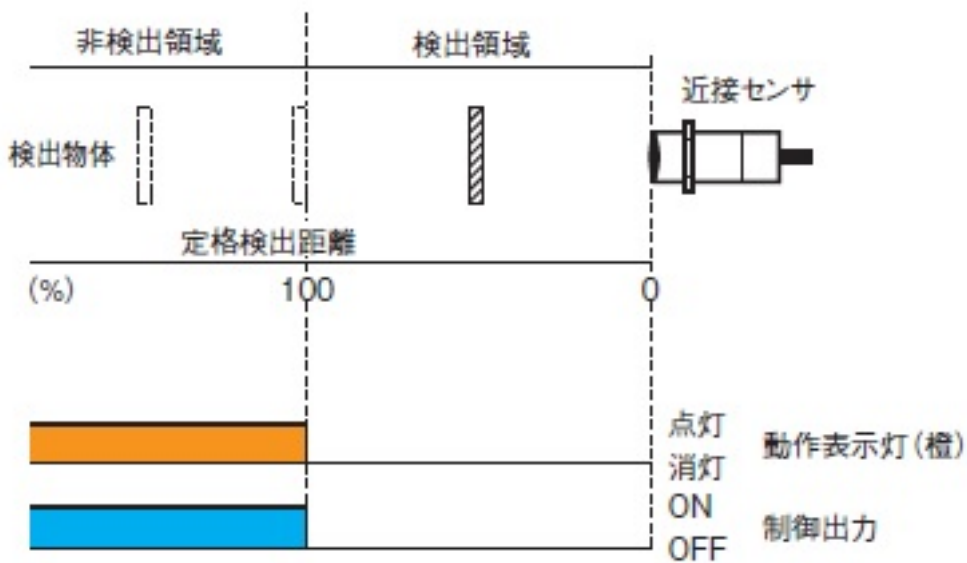 非検出領域
検出領域
近接センサ
検出物体
定格検出距離
(%)
100
0
点灯
消灯
動作表示灯(橙)
ON
OFF
制御出力